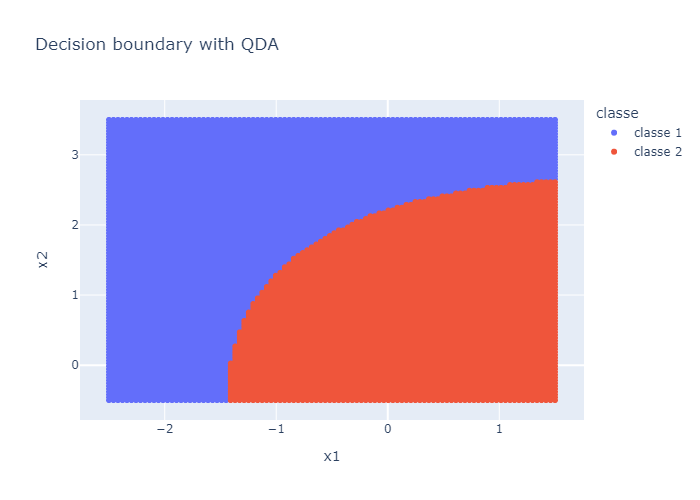 Decision boundary with QDA
classe
classe 1
classe 2
x2
3
2
1
0
−2
−1
0
1
x1